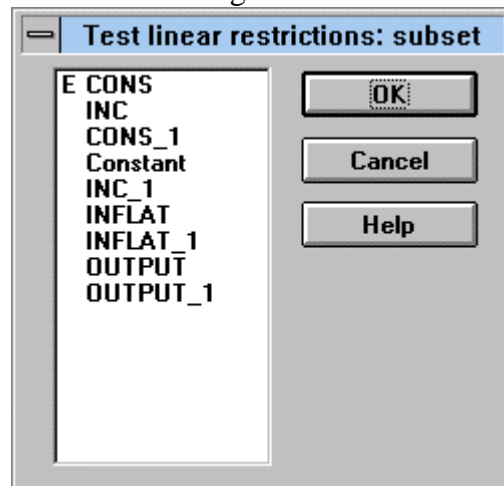 Test linear restrictions: subset
E CONS
INC
CONS_1
Constant
INC_1
INFLAT
INFLAT_1
OUTPUT
OUTPUT_1
OK
Cancel
Help